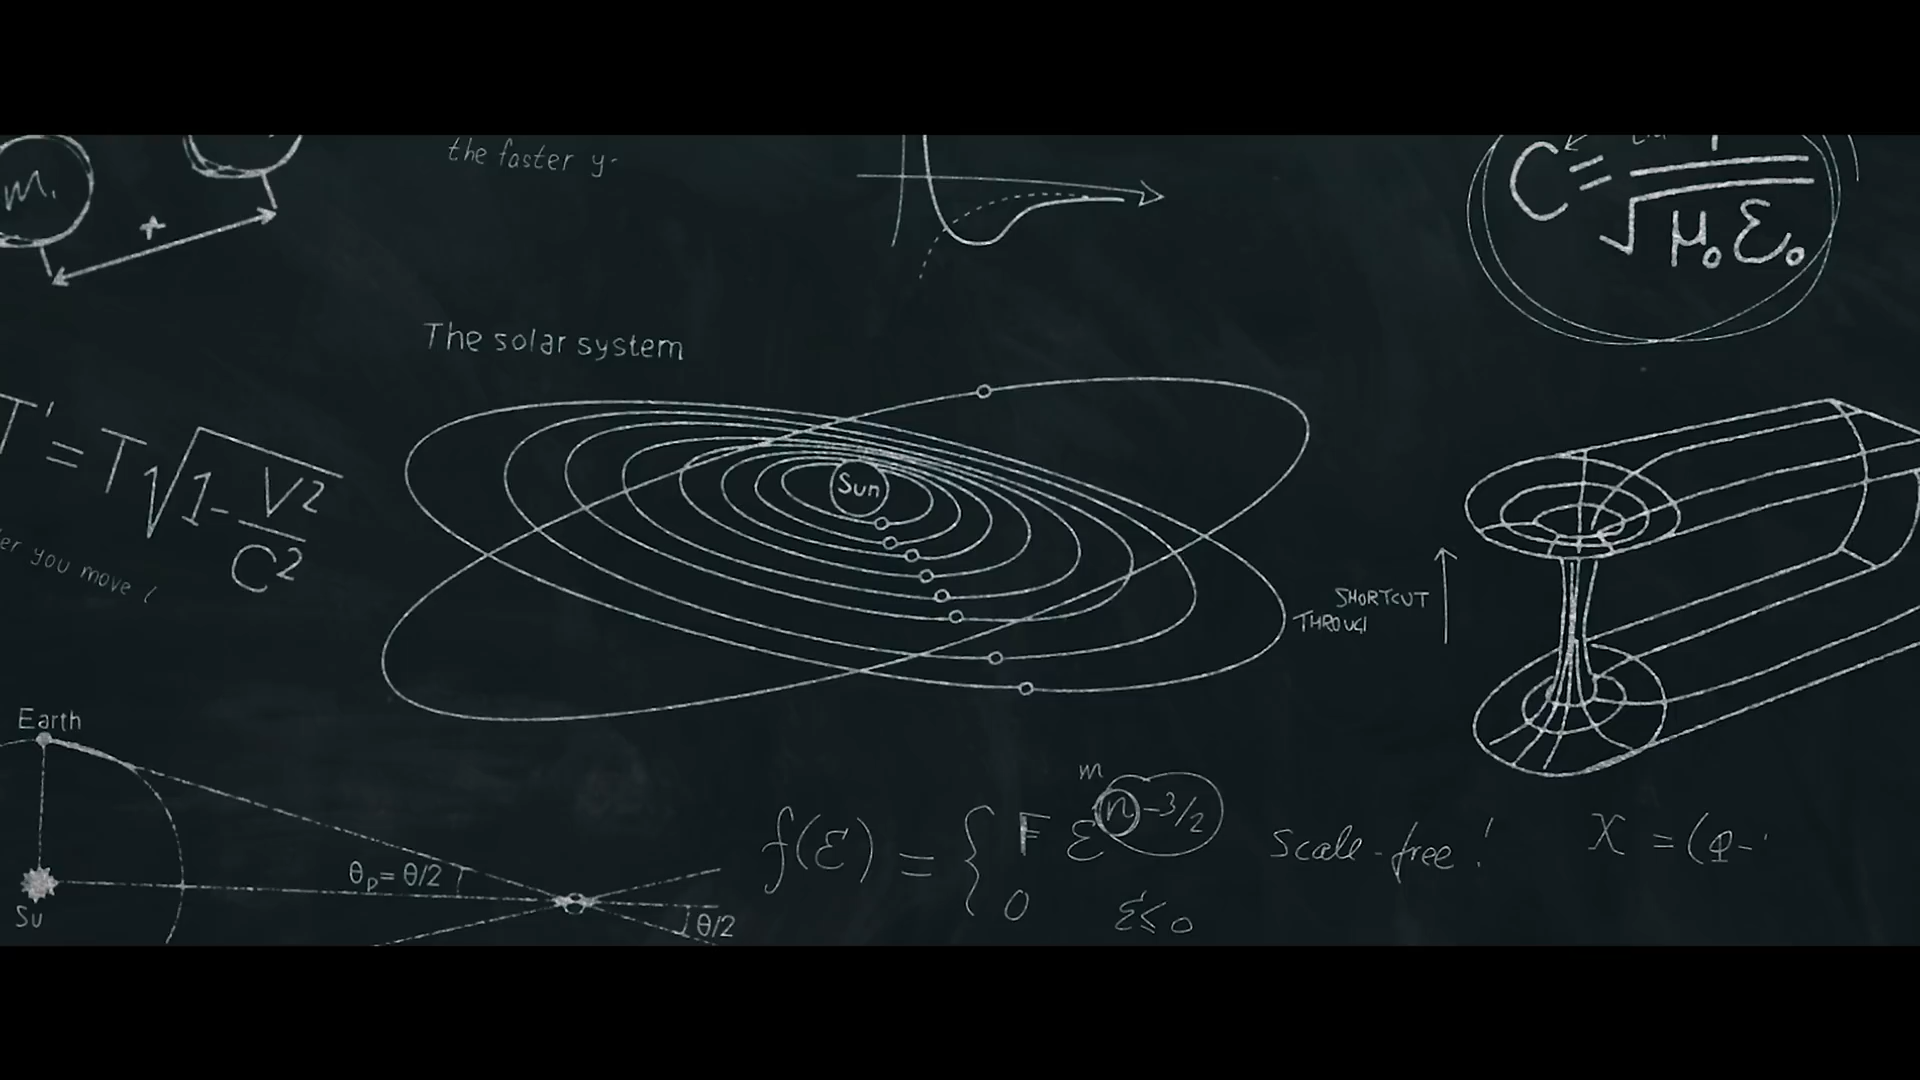 the faster y
m.
+
C =
√μ₀ε₀
The solar system
T' = T√1-V²/C²
er you move
Sun
SHORTCUT
THROUG
Earth
θp = θ/2
Su
θ/2
m
f(ε) = { F ε^n-3/2 scale-free!
0 ε ≤ 0